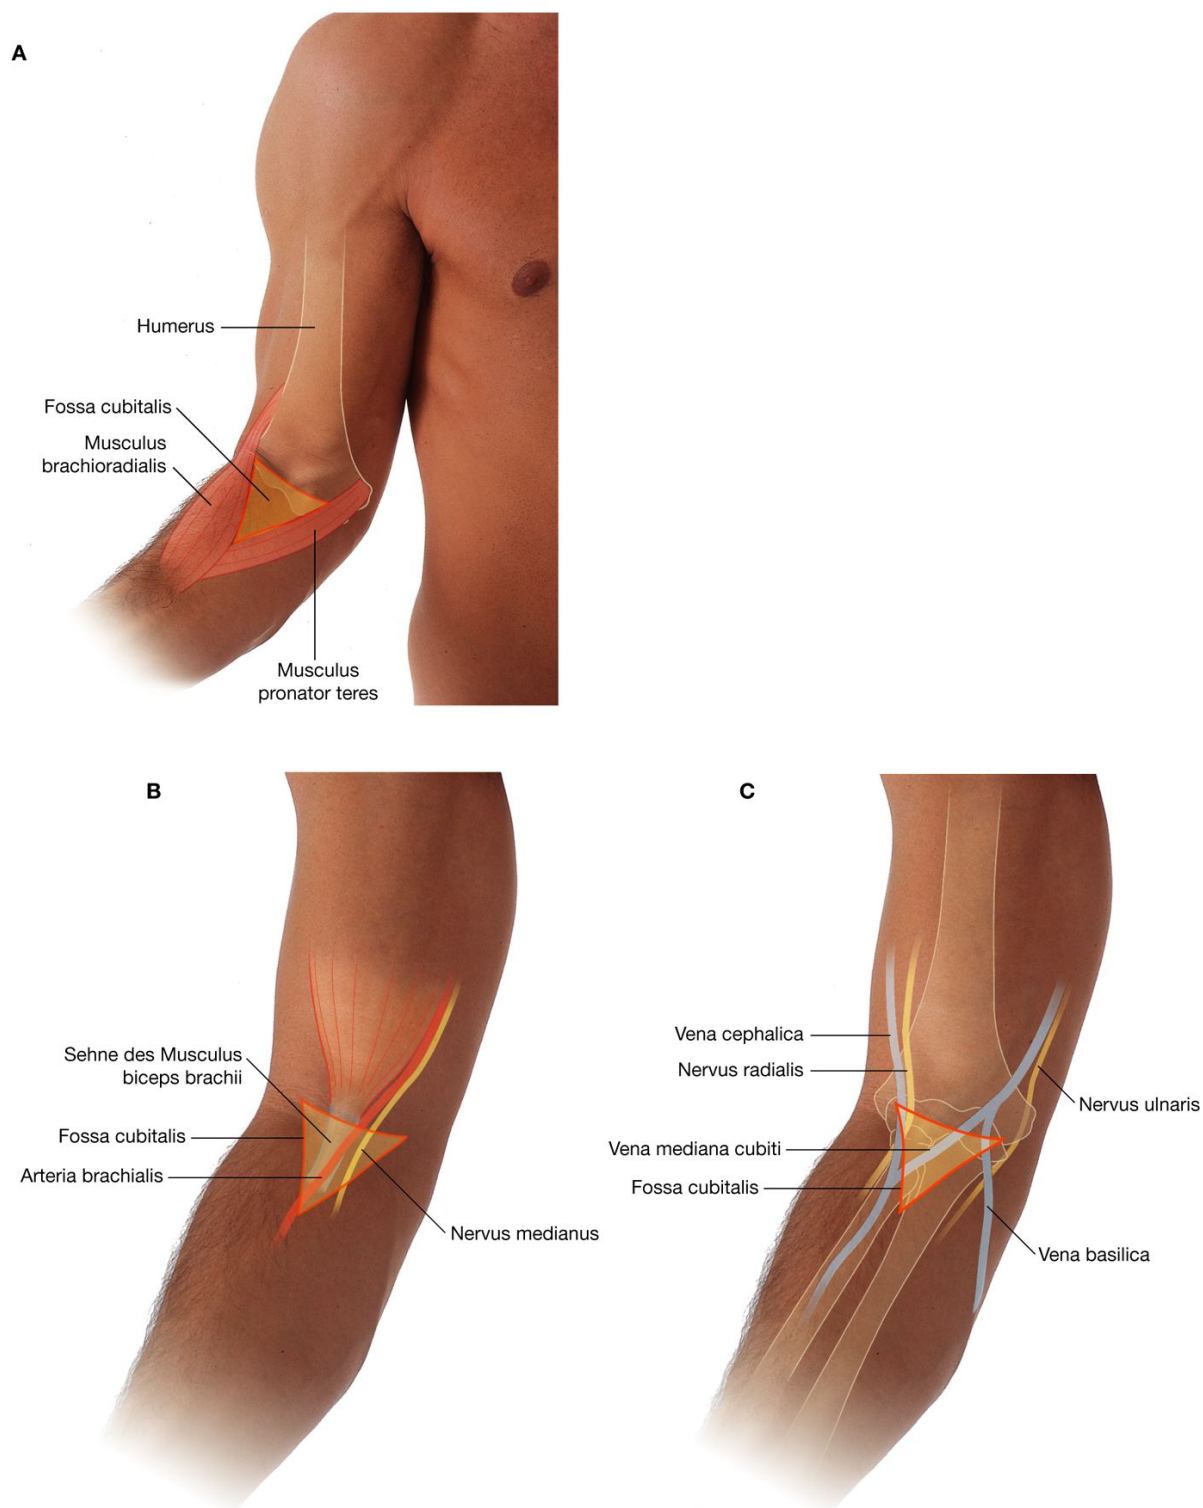 A
Humerus
Fossa cubitalis
Musculus
brachioradialis
Musculus
pronator teres
B
Sehne des Musculus
biceps brachii
Fossa cubitalis
Arteria brachialis
Nervus medianus
C
Vena cephalica
Nervus radialis
Nervus ulnaris
Vena mediana cubiti
Fossa cubitalis
Vena basilica